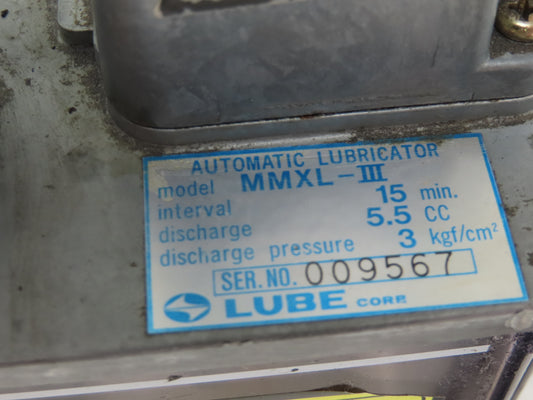 AUTOMATIC LUBRICATOR
model MMXL-III
interval 15 min.
discharge 5.5 CC
discharge pressure 3 kgf/cm²
SER.NO. 009567
LUBE CORP.